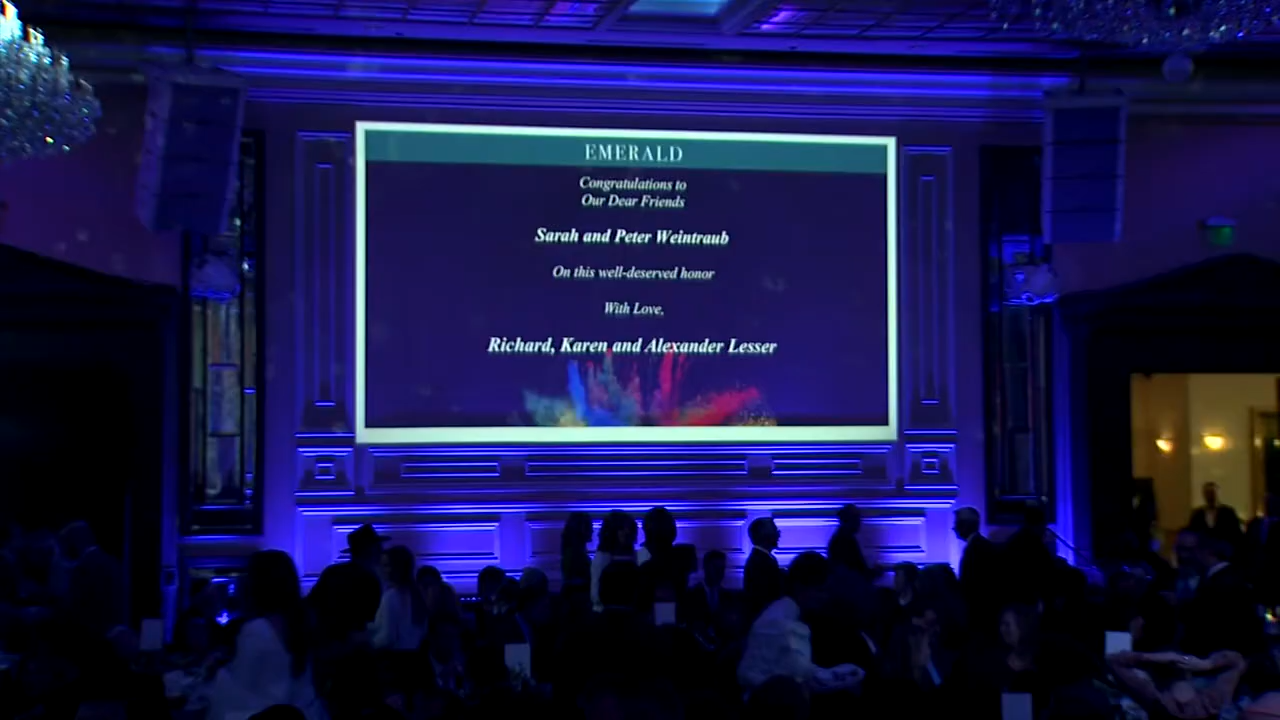 EMERALD
Congratulations to
Our Dear Friends
Sarah and Peter Weintraub
On this well-deserved honor
With Love,
Richard, Karen and Alexander Lesser